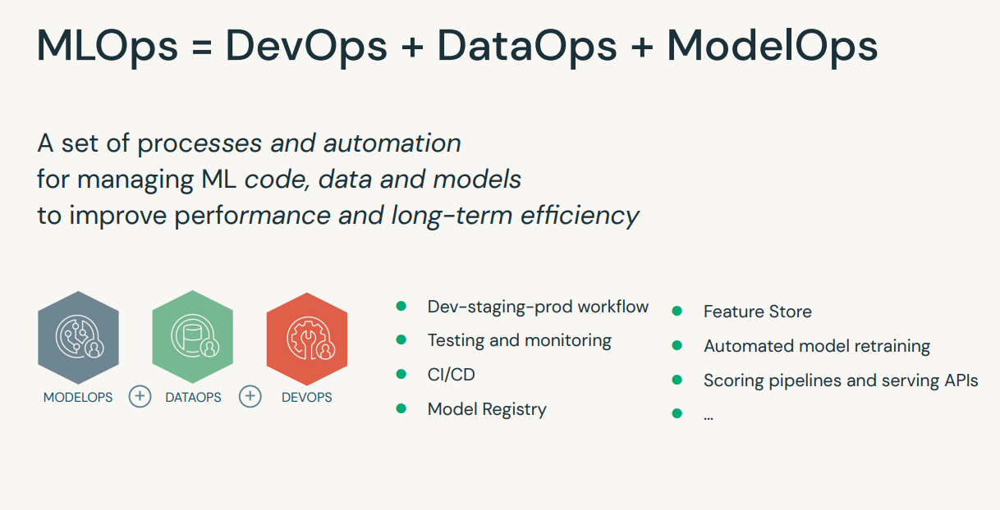 MLOps = DevOps + DataOps + ModelOps
A set of processes and automation
for managing ML code, data and models
to improve performance and long-term efficiency
MODELOPS + DATAOPS + DEVOPS
Dev-staging-prod workflow
Testing and monitoring
CI/CD
Model Registry
Feature Store
Automated model retraining
Scoring pipelines and serving APIs
...